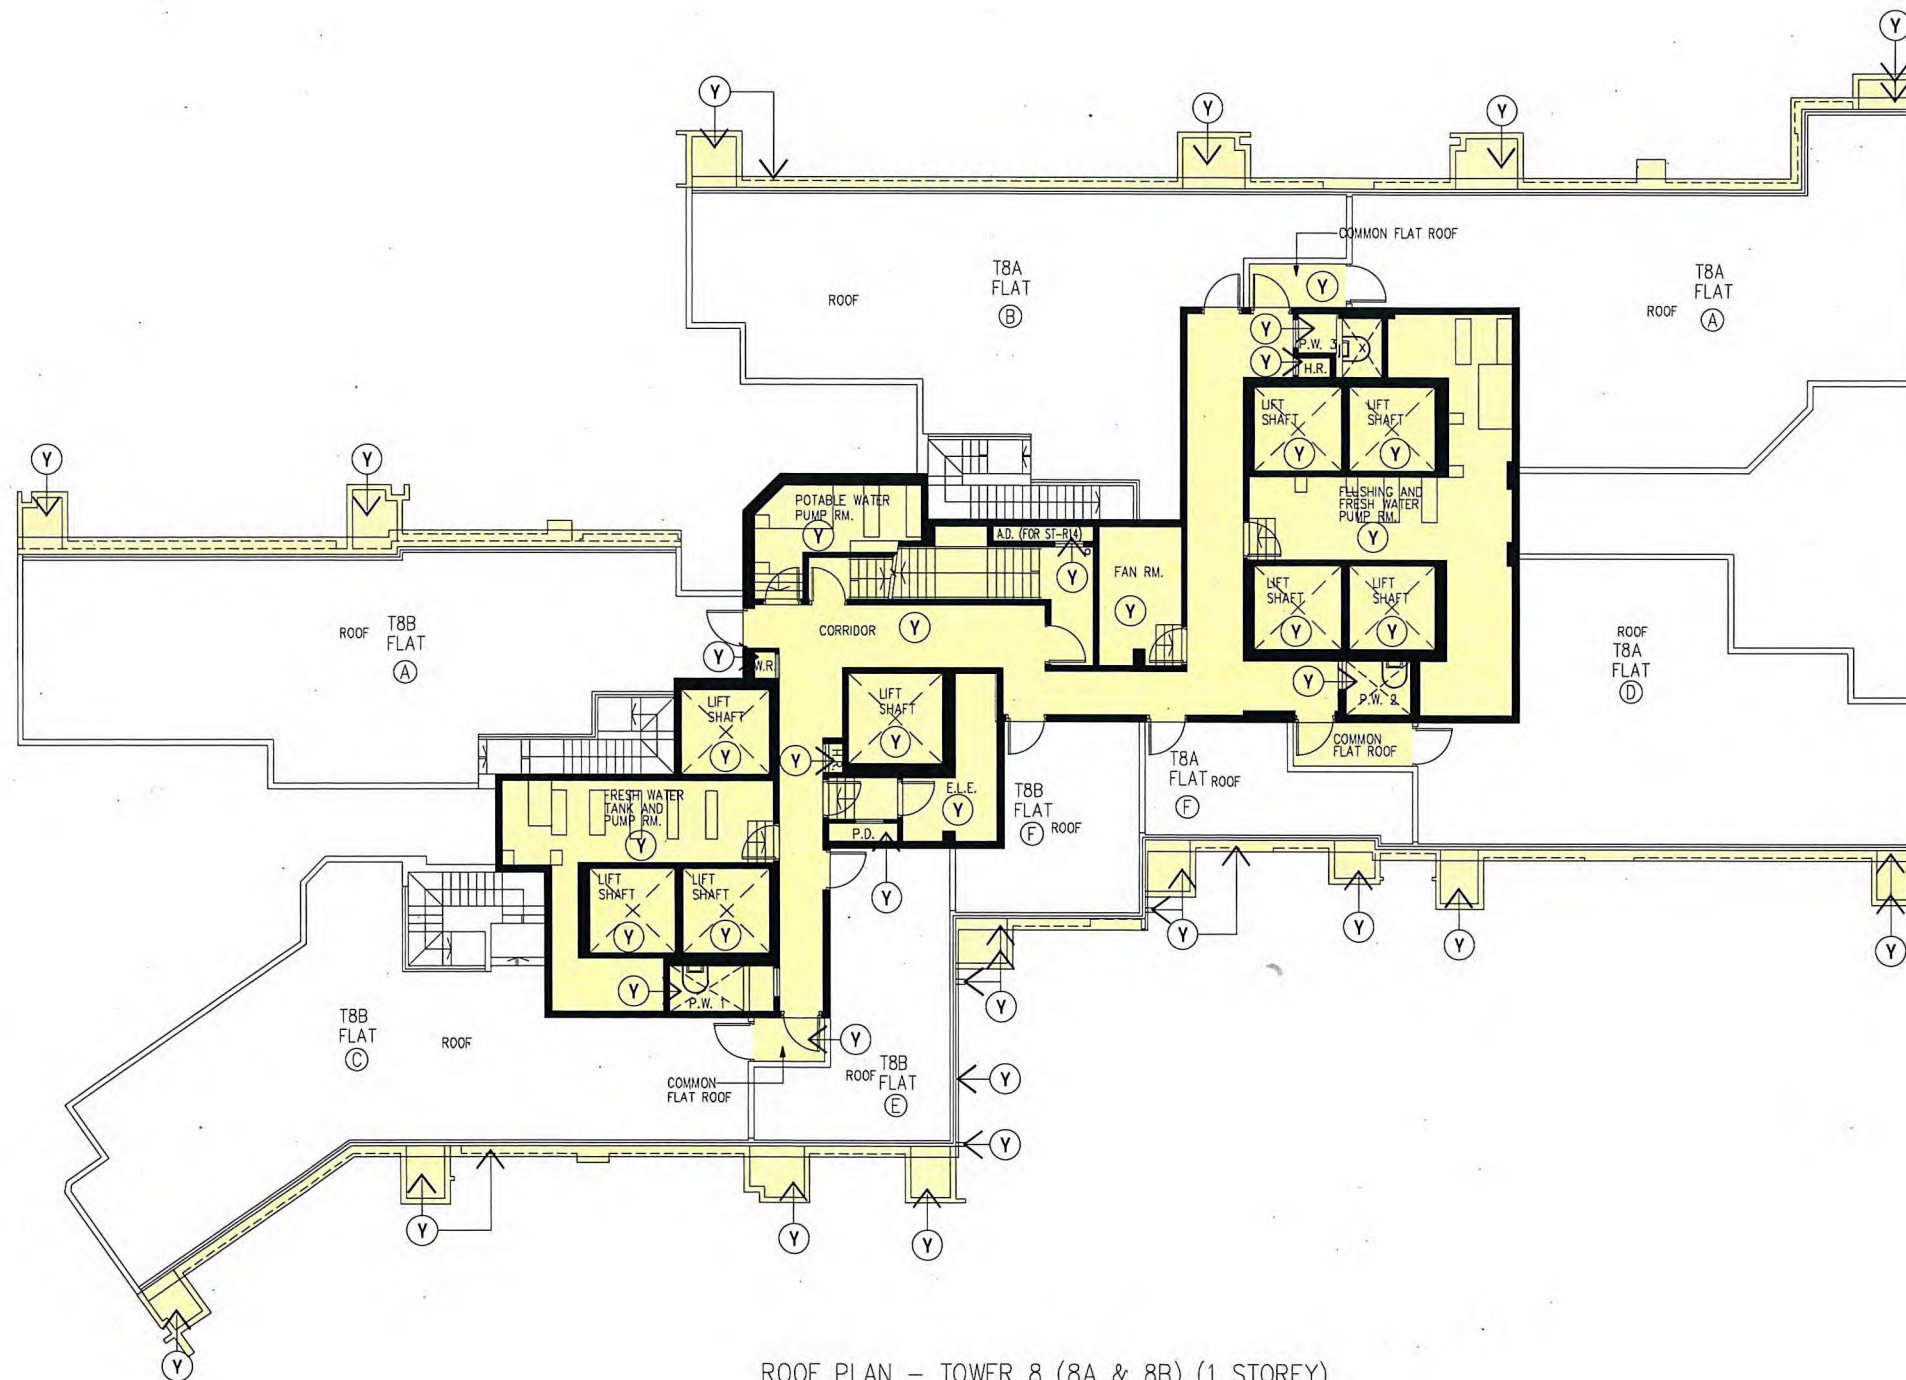 Y
Y
Y
Y
COMMON FLAT ROOF
T8A
FLAT
B
ROOF
Y
T8A
FLAT
A
ROOF
Y
P.W. 3
Y
H.R.
X
LIFT
SHAFT
Y
LIFT
SHAFT
Y
Y
Y
POTABLE WATER
PUMP RM.
Y
FLUSHING AND
FRESH WATER
PUMP RM.
Y
A.D. (FOR ST-R14)
Y
FAN RM.
Y
LIFT
SHAFT
Y
LIFT
SHAFT
Y
CORRIDOR
Y
ROOF
T8B
FLAT
A
Y
W.R.
ROOF
T8A
FLAT
D
Y
P.W. 2
LIFT
SHAFT
Y
LIFT
SHAFT
Y
COMMON
FLAT ROOF
Y
H.R.
T8A
FLAT
F
ROOF
FRESH WATER
TANK AND
PUMP RM.
Y
E.L.E.
Y
T8B
FLAT
F
ROOF
P.D.
Y
LIFT
SHAFT
Y
LIFT
SHAFT
Y
Y
Y
Y
Y
Y
P.W. 1
Y
T8B
FLAT
C
ROOF
Y
COMMON
FLAT ROOF
ROOF
T8B
FLAT
E
Y
Y
Y
Y
Y
Y
ROOF PLAN – TOWER 8 (8A & 8B) (1 STOREY)